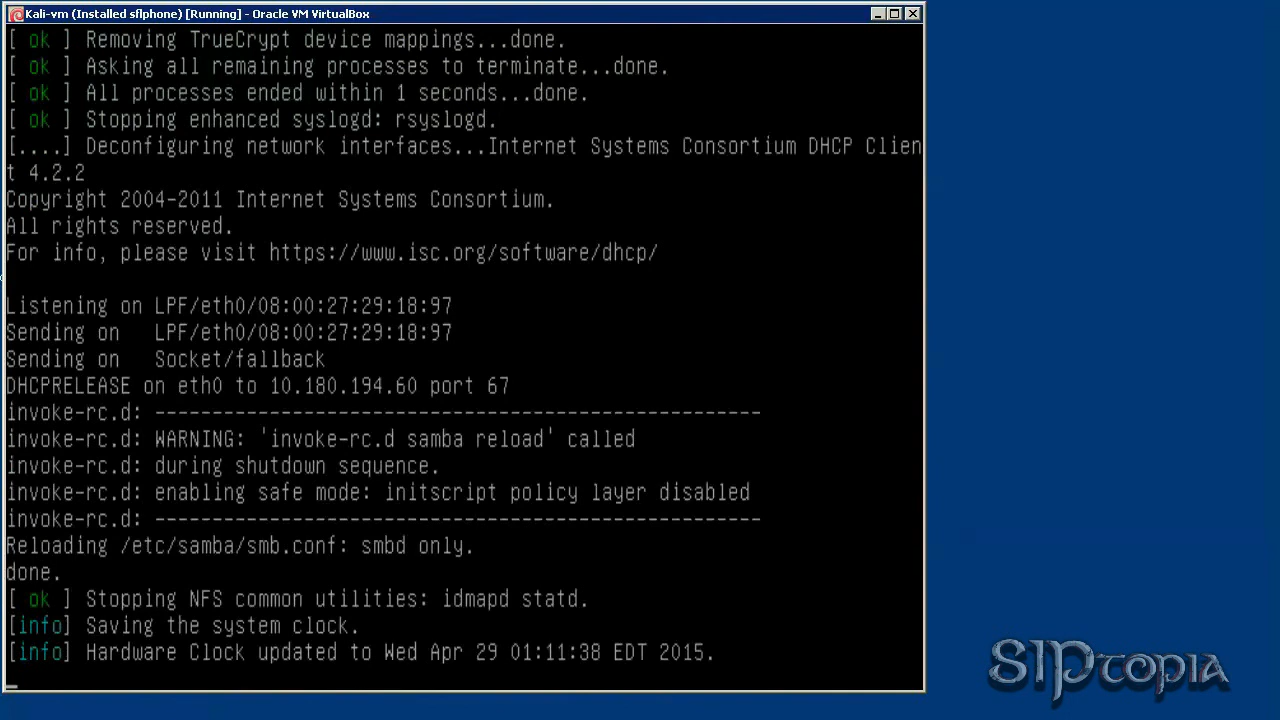 Kali-vm (Installed sflphone) [Running] - Oracle VM VirtualBox
[ ok ] Removing TrueCrypt device mappings...done.
[ ok ] Asking all remaining processes to terminate...done.
[ ok ] All processes ended within 1 seconds...done.
[ ok ] Stopping enhanced syslogd: rsyslogd.
[....] Deconfiguring network interfaces...Internet Systems Consortium DHCP Clien
t 4.2.2
Copyright 2004-2011 Internet Systems Consortium.
All rights reserved.
For info, please visit https://www.isc.org/software/dhcp/
Listening on LPF/eth0/08:00:27:29:18:97
Sending on   LPF/eth0/08:00:27:29:18:97
Sending on   Socket/fallback
DHCPRELEASE on eth0 to 10.180.194.60 port 67
invoke-rc.d: -----------------------------------------------------
invoke-rc.d: WARNING: 'invoke-rc.d samba reload' called
invoke-rc.d: during shutdown sequence.
invoke-rc.d: enabling safe mode: initscript policy layer disabled
invoke-rc.d: -----------------------------------------------------
Reloading /etc/samba/smb.conf: smbd only.
done.
[ ok ] Stopping NFS common utilities: idmapd statd.
[info] Saving the system clock.
[info] Hardware Clock updated to Wed Apr 29 01:11:38 EDT 2015.
SIPtopia